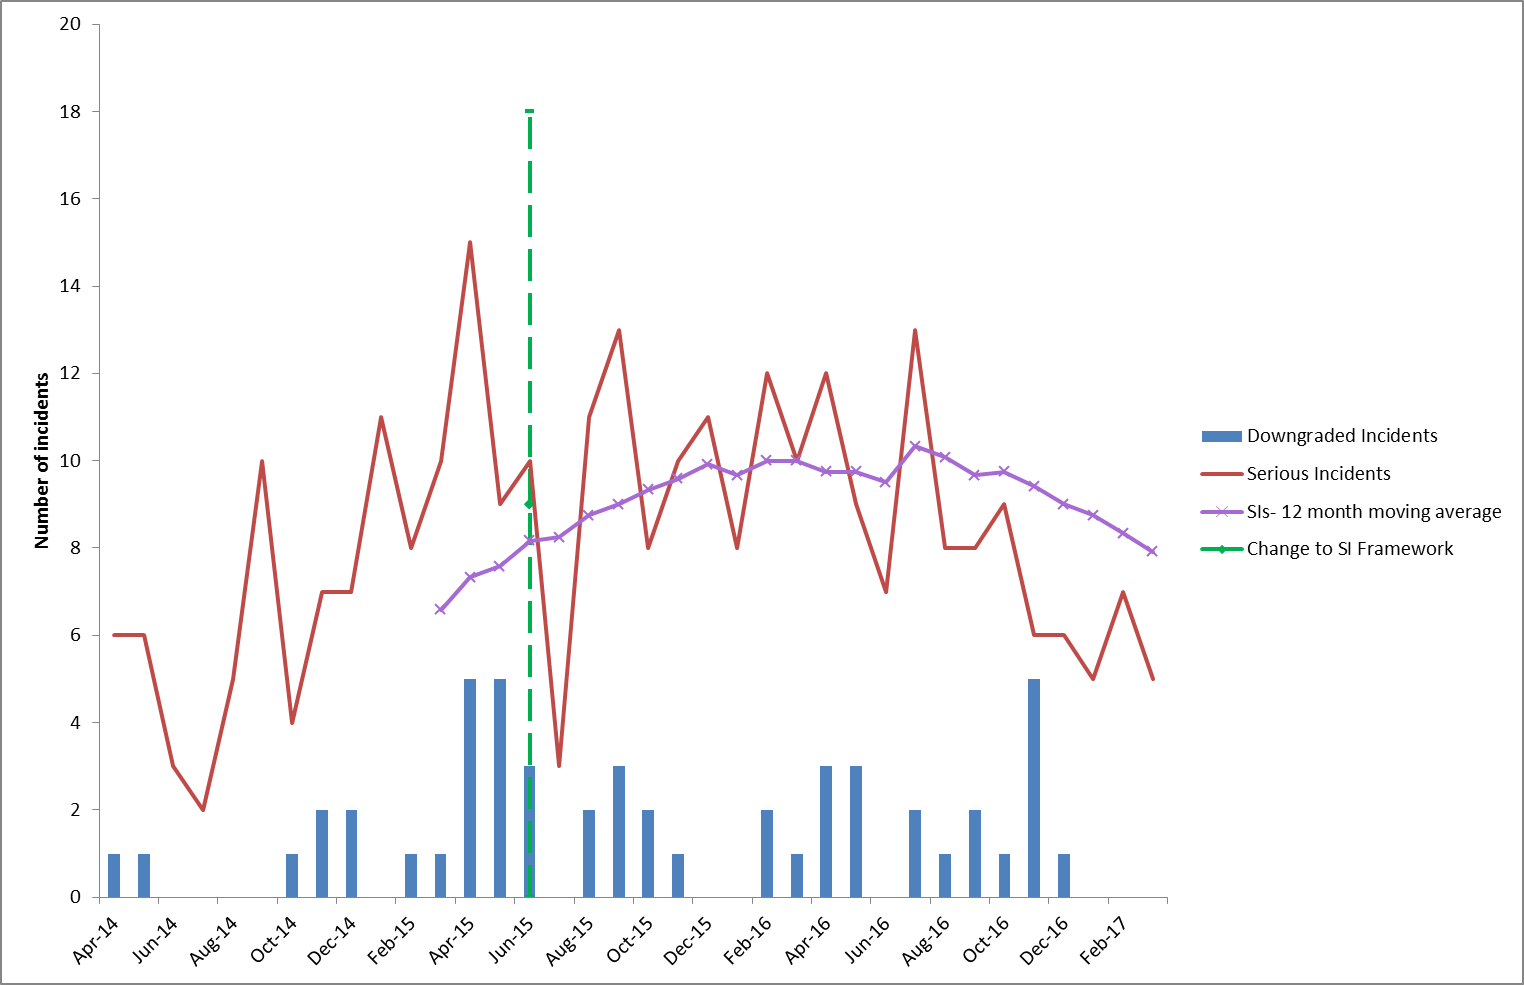 20
18
16
14
12
10
8
6
4
2
0
Number of incidents
Apr-14
Jun-14
Aug-14
Oct-14
Dec-14
Feb-15
Apr-15
Jun-15
Aug-15
Oct-15
Dec-15
Feb-16
Apr-16
Jun-16
Aug-16
Oct-16
Dec-16
Feb-17
Downgraded Incidents
Serious Incidents
SIs- 12 month moving average
Change to SI Framework